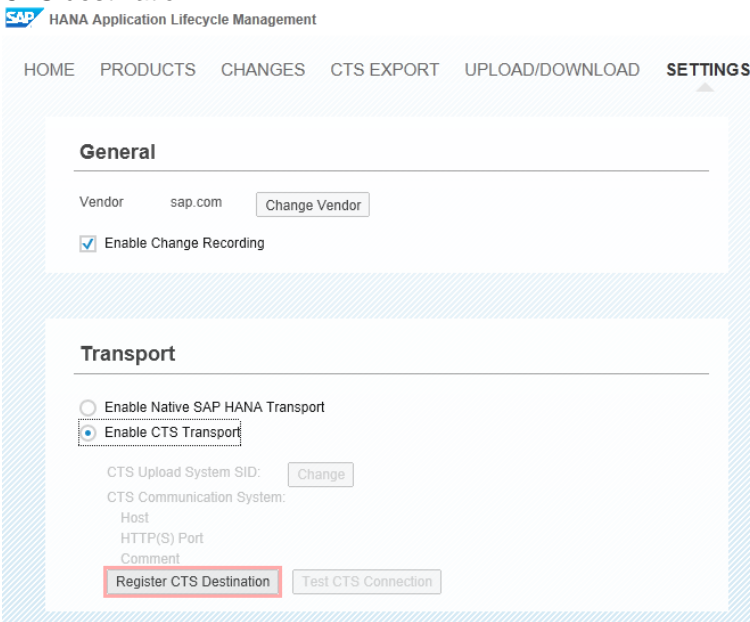 SAP HANA Application Lifecycle Management
HOME PRODUCTS CHANGES CTS EXPORT UPLOAD/DOWNLOAD SETTINGS
General
Vendor sap.com Change Vendor
Enable Change Recording
Transport
Enable Native SAP HANA Transport
Enable CTS Transport
CTS Upload System SID: Change
CTS Communication System:
Host
HTTP(S) Port
Comment
Register CTS Destination Test CTS Connection